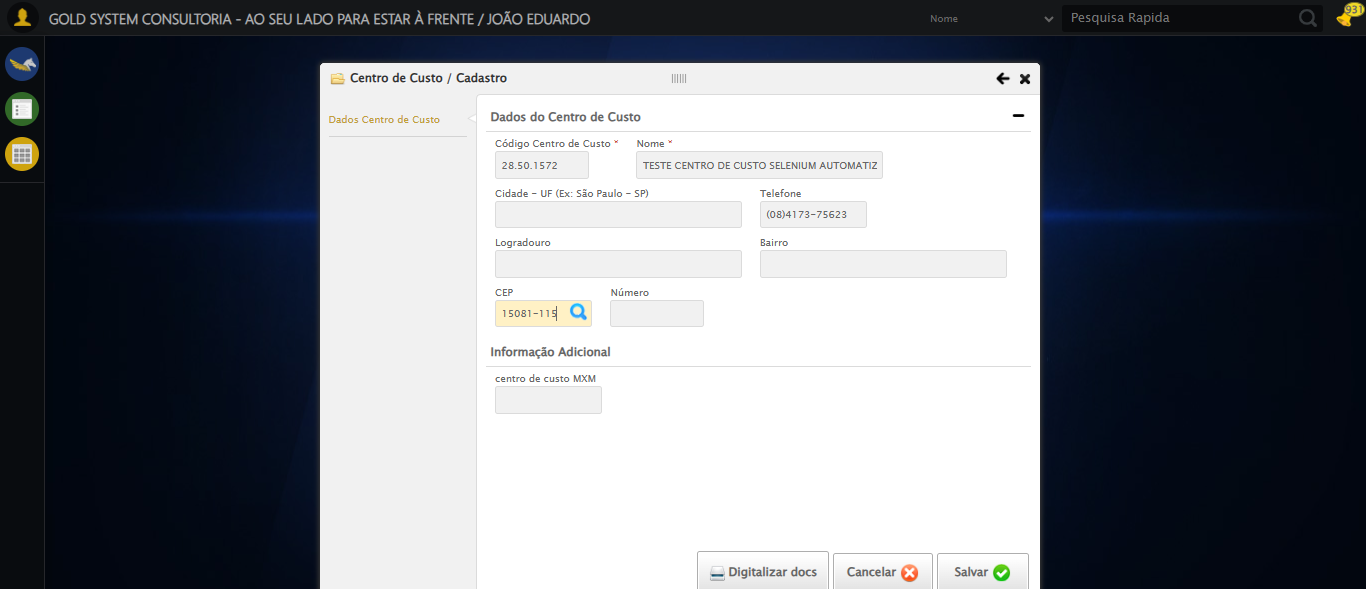 GOLD SYSTEM CONSULTORIA - AO SEU LADO PARA ESTAR À FRENTE / JOÃO EDUARDO
Nome
Pesquisa Rapida
931
Centro de Custo / Cadastro
Dados Centro de Custo
Dados do Centro de Custo
Código Centro de Custo * Nome *
28.50.1572 TESTE CENTRO DE CUSTO SELENIUM AUTOMATIZ
Cidade - UF (Ex: São Paulo - SP) Telefone
(08)4173-75623
Logradouro Bairro
CEP Número
15081-115
Informação Adicional
centro de custo MXM
Digitalizar docs Cancelar Salvar